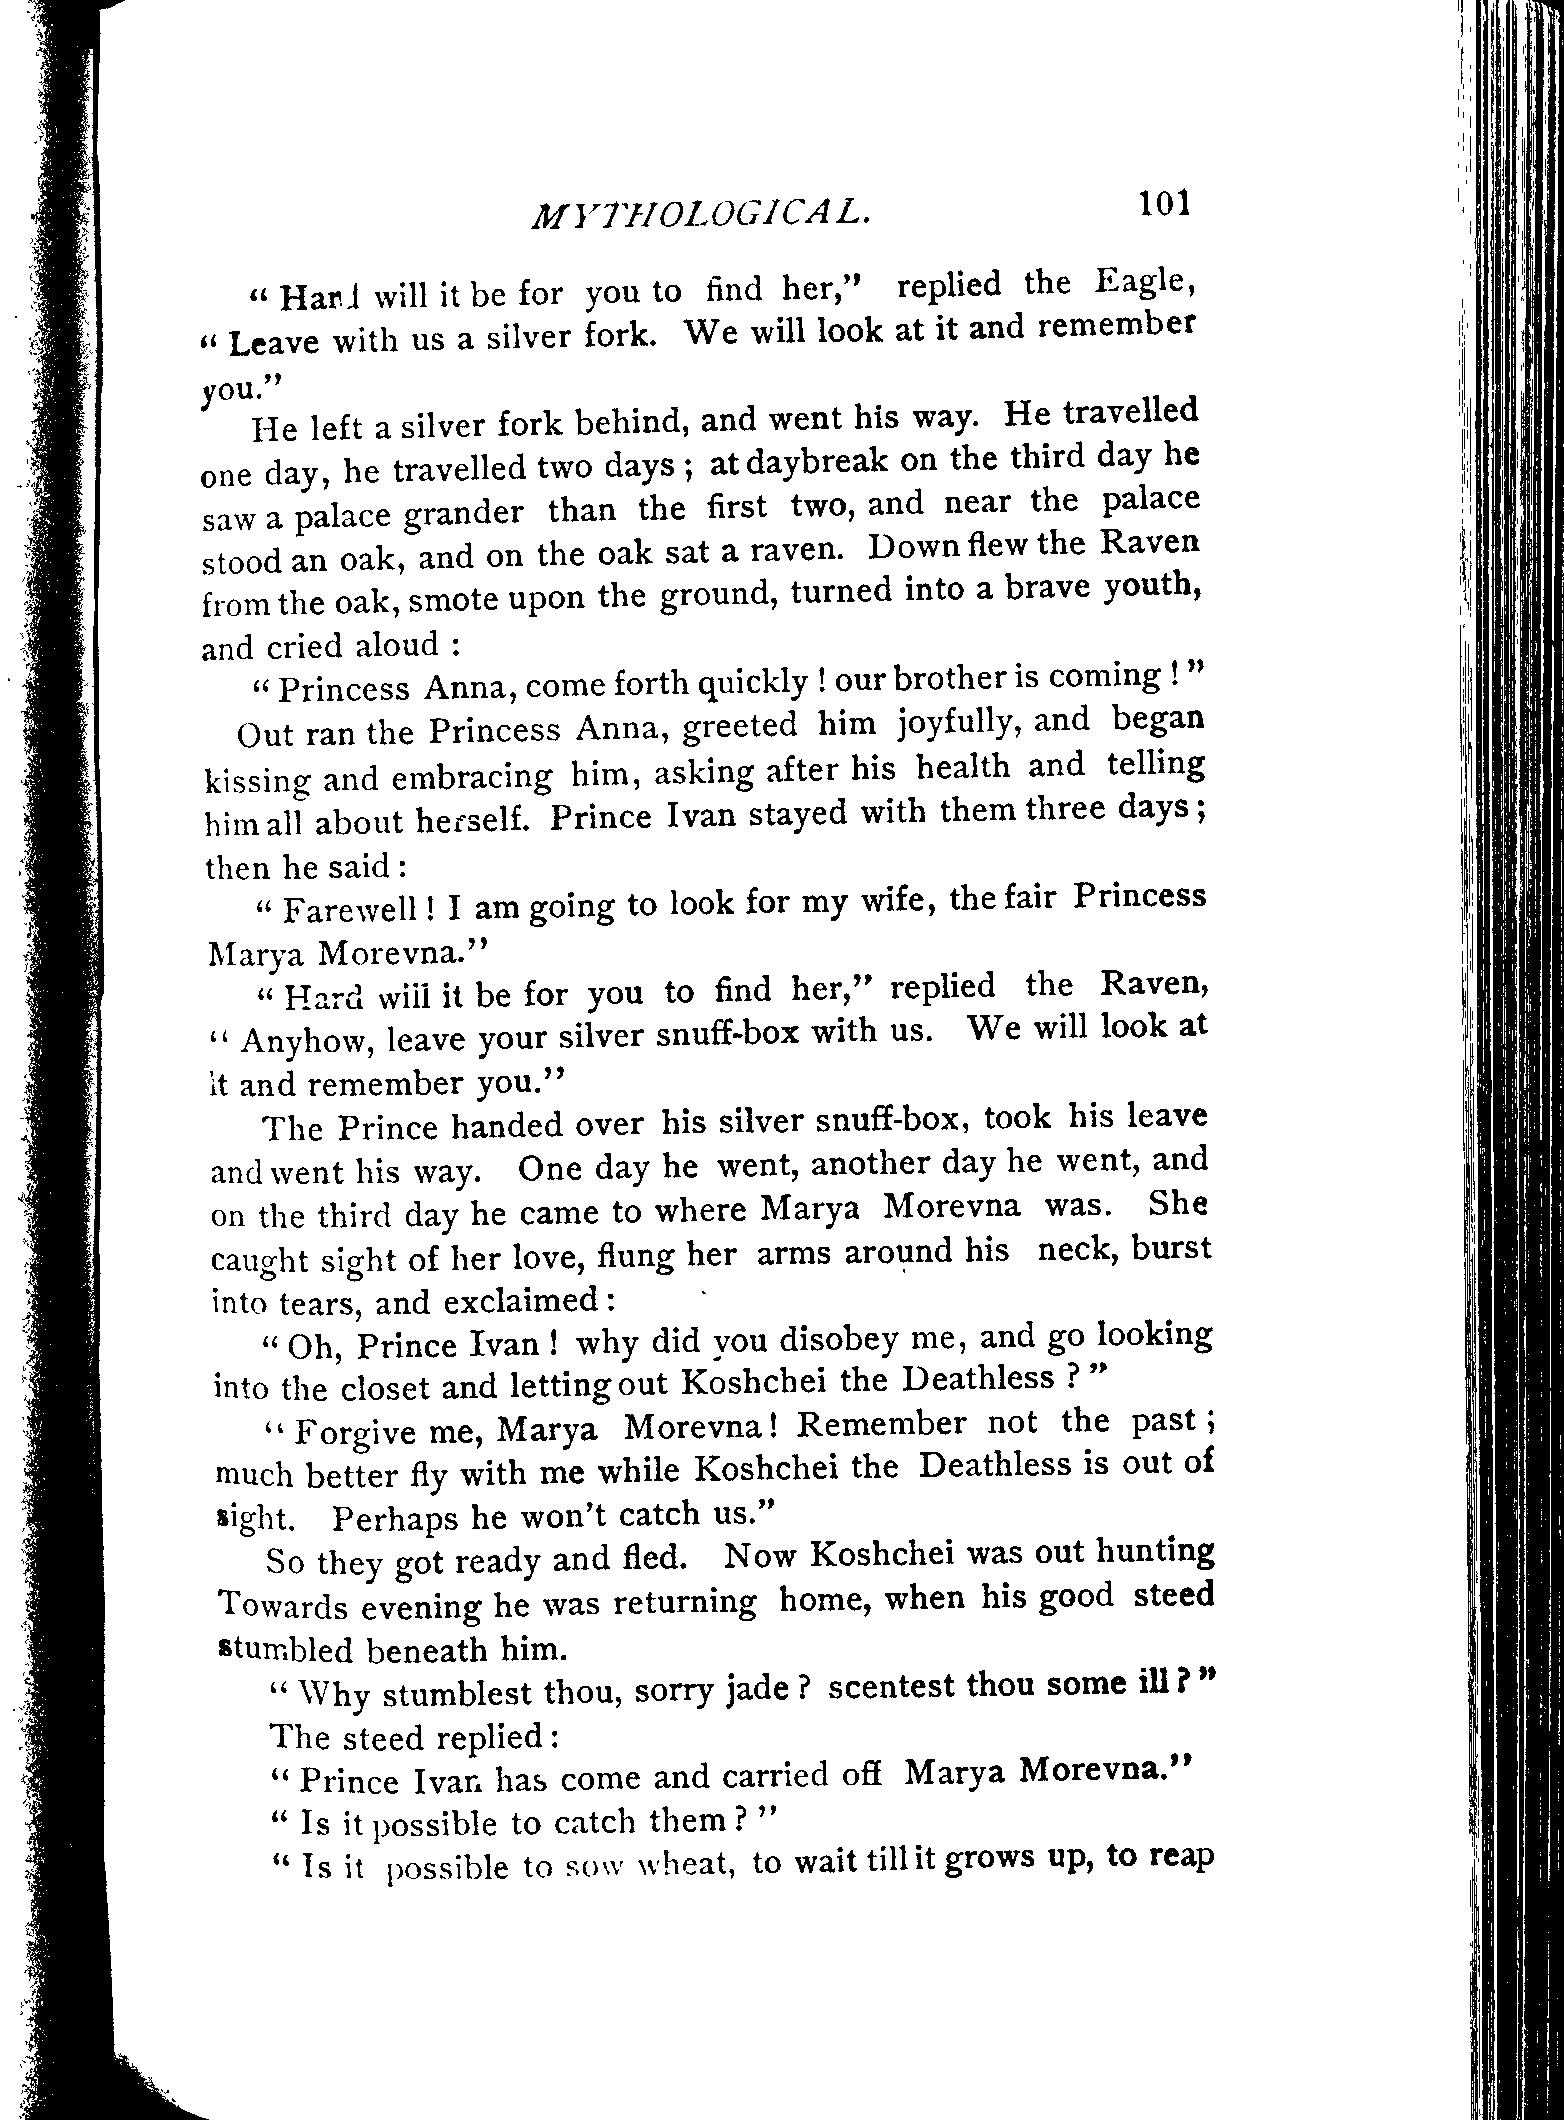 MYTHOLOGICAL. 101
" Hard will it be for you to find her," replied the Eagle,
" Leave with us a silver fork. We will look at it and remember
you."
He left a silver fork behind, and went his way. He travelled
one day, he travelled two days ; at daybreak on the third day he
saw a palace grander than the first two, and near the palace
stood an oak, and on the oak sat a raven. Down flew the Raven
from the oak, smote upon the ground, turned into a brave youth,
and cried aloud :
" Princess Anna, come forth quickly ! our brother is coming ! "
Out ran the Princess Anna, greeted him joyfully, and began
kissing and embracing him, asking after his health and telling
him all about herself. Prince Ivan stayed with them three days ;
then he said :
" Farewell ! I am going to look for my wife, the fair Princess
Marya Morevna."
" Hard will it be for you to find her," replied the Raven,
" Anyhow, leave your silver snuff-box with us. We will look at
it and remember you."
The Prince handed over his silver snuff-box, took his leave
and went his way. One day he went, another day he went, and
on the third day he came to where Marya Morevna was. She
caught sight of her love, flung her arms around his neck, burst
into tears, and exclaimed :
" Oh, Prince Ivan ! why did you disobey me, and go looking
into the closet and letting out Koshchei the Deathless ? "
" Forgive me, Marya Morevna ! Remember not the past ;
much better fly with me while Koshchei the Deathless is out of
sight. Perhaps he won't catch us."
So they got ready and fled. Now Koshchei was out hunting
Towards evening he was returning home, when his good steed
stumbled beneath him.
" Why stumblest thou, sorry jade ? scentest thou some ill ? "
The steed replied :
" Prince Ivan has come and carried off Marya Morevna."
" Is it possible to catch them ? "
" Is it possible to sow wheat, to wait till it grows up, to reap